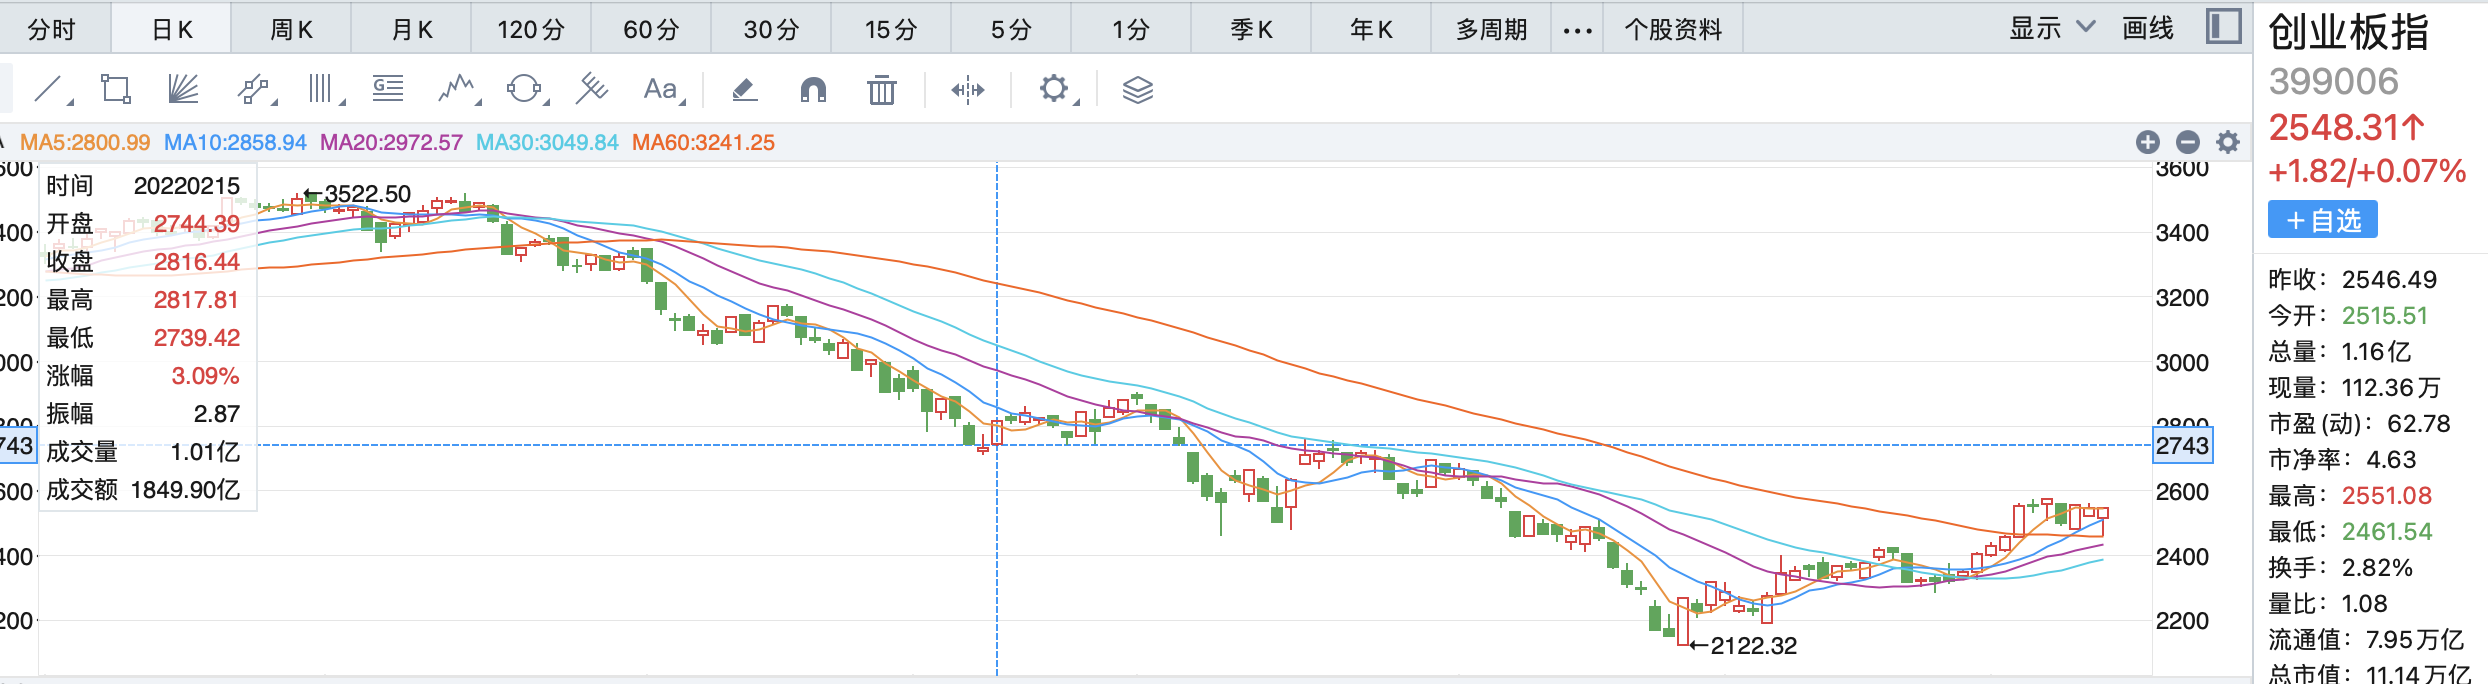 分时 日K 周K 月K 120分 60分 30分 15分 5分 1分 季K 年K 多周期 ••• 个股资料 显示 画线
G Aa
MA5:2800.99 MA10:2858.94 MA20:2972.57 MA30:3049.84 MA60:3241.25
时间 20220215
开盘 2744.39
收盘 2816.44
最高 2817.81
最低 2739.42
涨幅 3.09%
振幅 2.87
成交量 1.01亿
成交额 1849.90亿
←3522.50
←2122.32
3600
3400
3200
3000
2800
2743
2600
2400
2200
创业板指
399006
2548.31↑
+1.82/+0.07%
+自选
昨收: 2546.49
今开: 2515.51
总量: 1.16亿
现量: 112.36万
市盈(动): 62.78
市净率: 4.63
最高: 2551.08
最低: 2461.54
换手: 2.82%
量比: 1.08
流通值: 7.95万亿
总市值: 11.14万亿